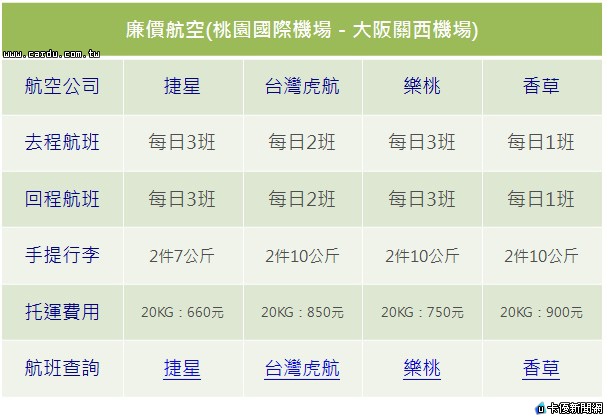 廉價航空(桃園國際機場 - 大阪關西機場)
www.cardu.com.tw
航空公司 捷星 台灣虎航 樂桃 香草
去程航班 每日3班 每日2班 每日3班 每日1班
回程航班 每日3班 每日2班 每日3班 每日1班
手提行李 2件7公斤 2件10公斤 2件10公斤 2件10公斤
托運費用 20KG：660元 20KG：850元 20KG：750元 20KG：900元
航班查詢 捷星 台灣虎航 樂桃 香草
u 卡優新聞網